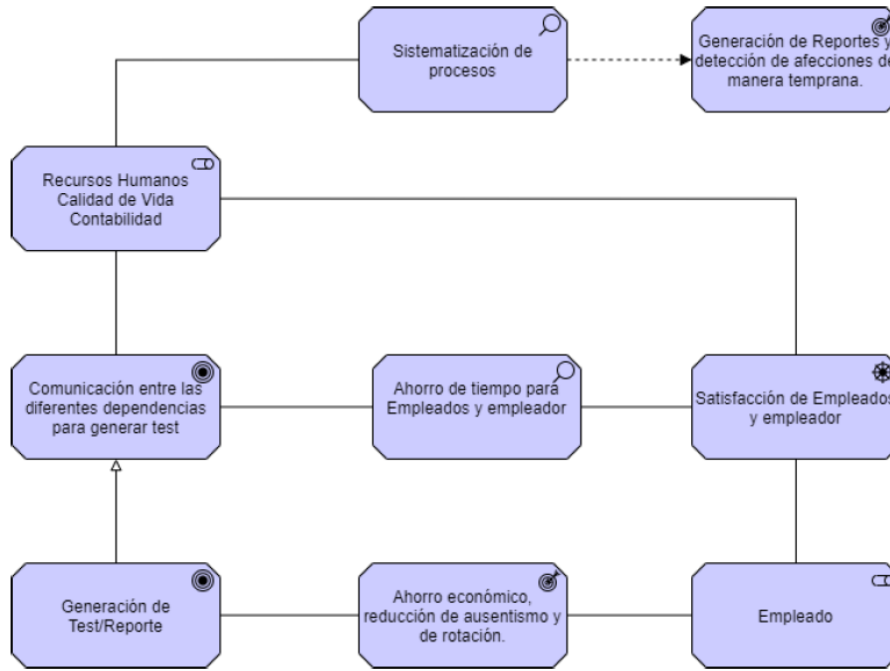 Sistematización de
procesos
Generación de Reportes y
detección de afecciones de
manera temprana.
Recursos Humanos
Calidad de Vida
Contabilidad
Comunicación entre las
diferentes dependencias
para generar test
Ahorro de tiempo para
Empleados y empleador
Satisfacción de Empleados
y empleador
Generación de
Test/Reporte
Ahorro económico,
reducción de ausentismo y
de rotación.
Empleado